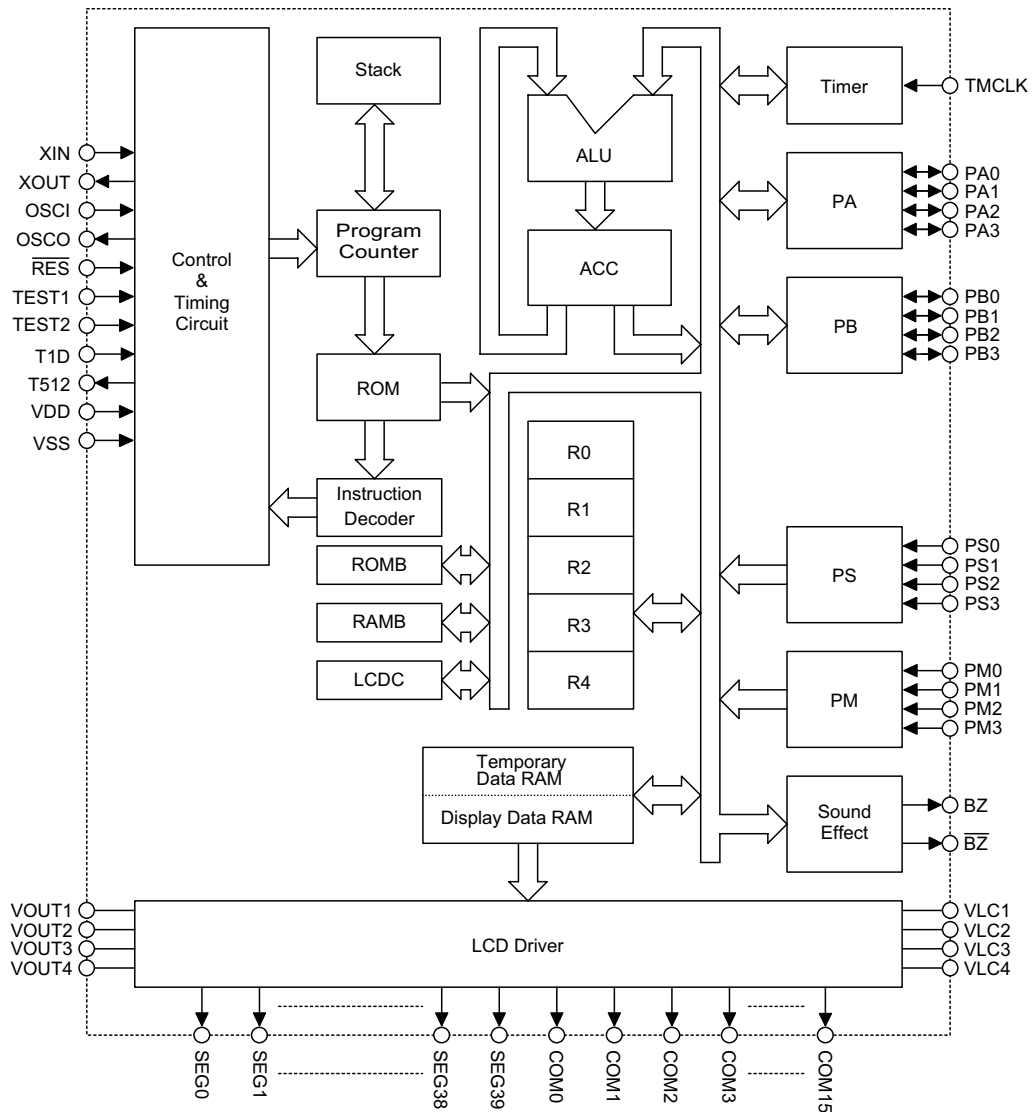 Stack
Timer
TMCLK
ALU
XIN
XOUT
OSCI
OSCO
RES
TEST1
TEST2
T1D
T512
VDD
VSS
Control
&
Timing
Circuit
Program
Counter
ACC
PA
PA0
PA1
PA2
PA3
PB
PB0
PB1
PB2
PB3
ROM
Instruction
Decoder
ROMB
RAMB
LCDC
R0
R1
R2
R3
R4
PS
PS0
PS1
PS2
PS3
PM
PM0
PM1
PM2
PM3
Temporary
Data RAM
Display Data RAM
Sound
Effect
BZ
BZ
VOUT1
VOUT2
VOUT3
VOUT4
LCD Driver
VLC1
VLC2
VLC3
VLC4
SEG0
SEG1
SEG38
SEG39
COM0
COM1
COM2
COM3
COM15